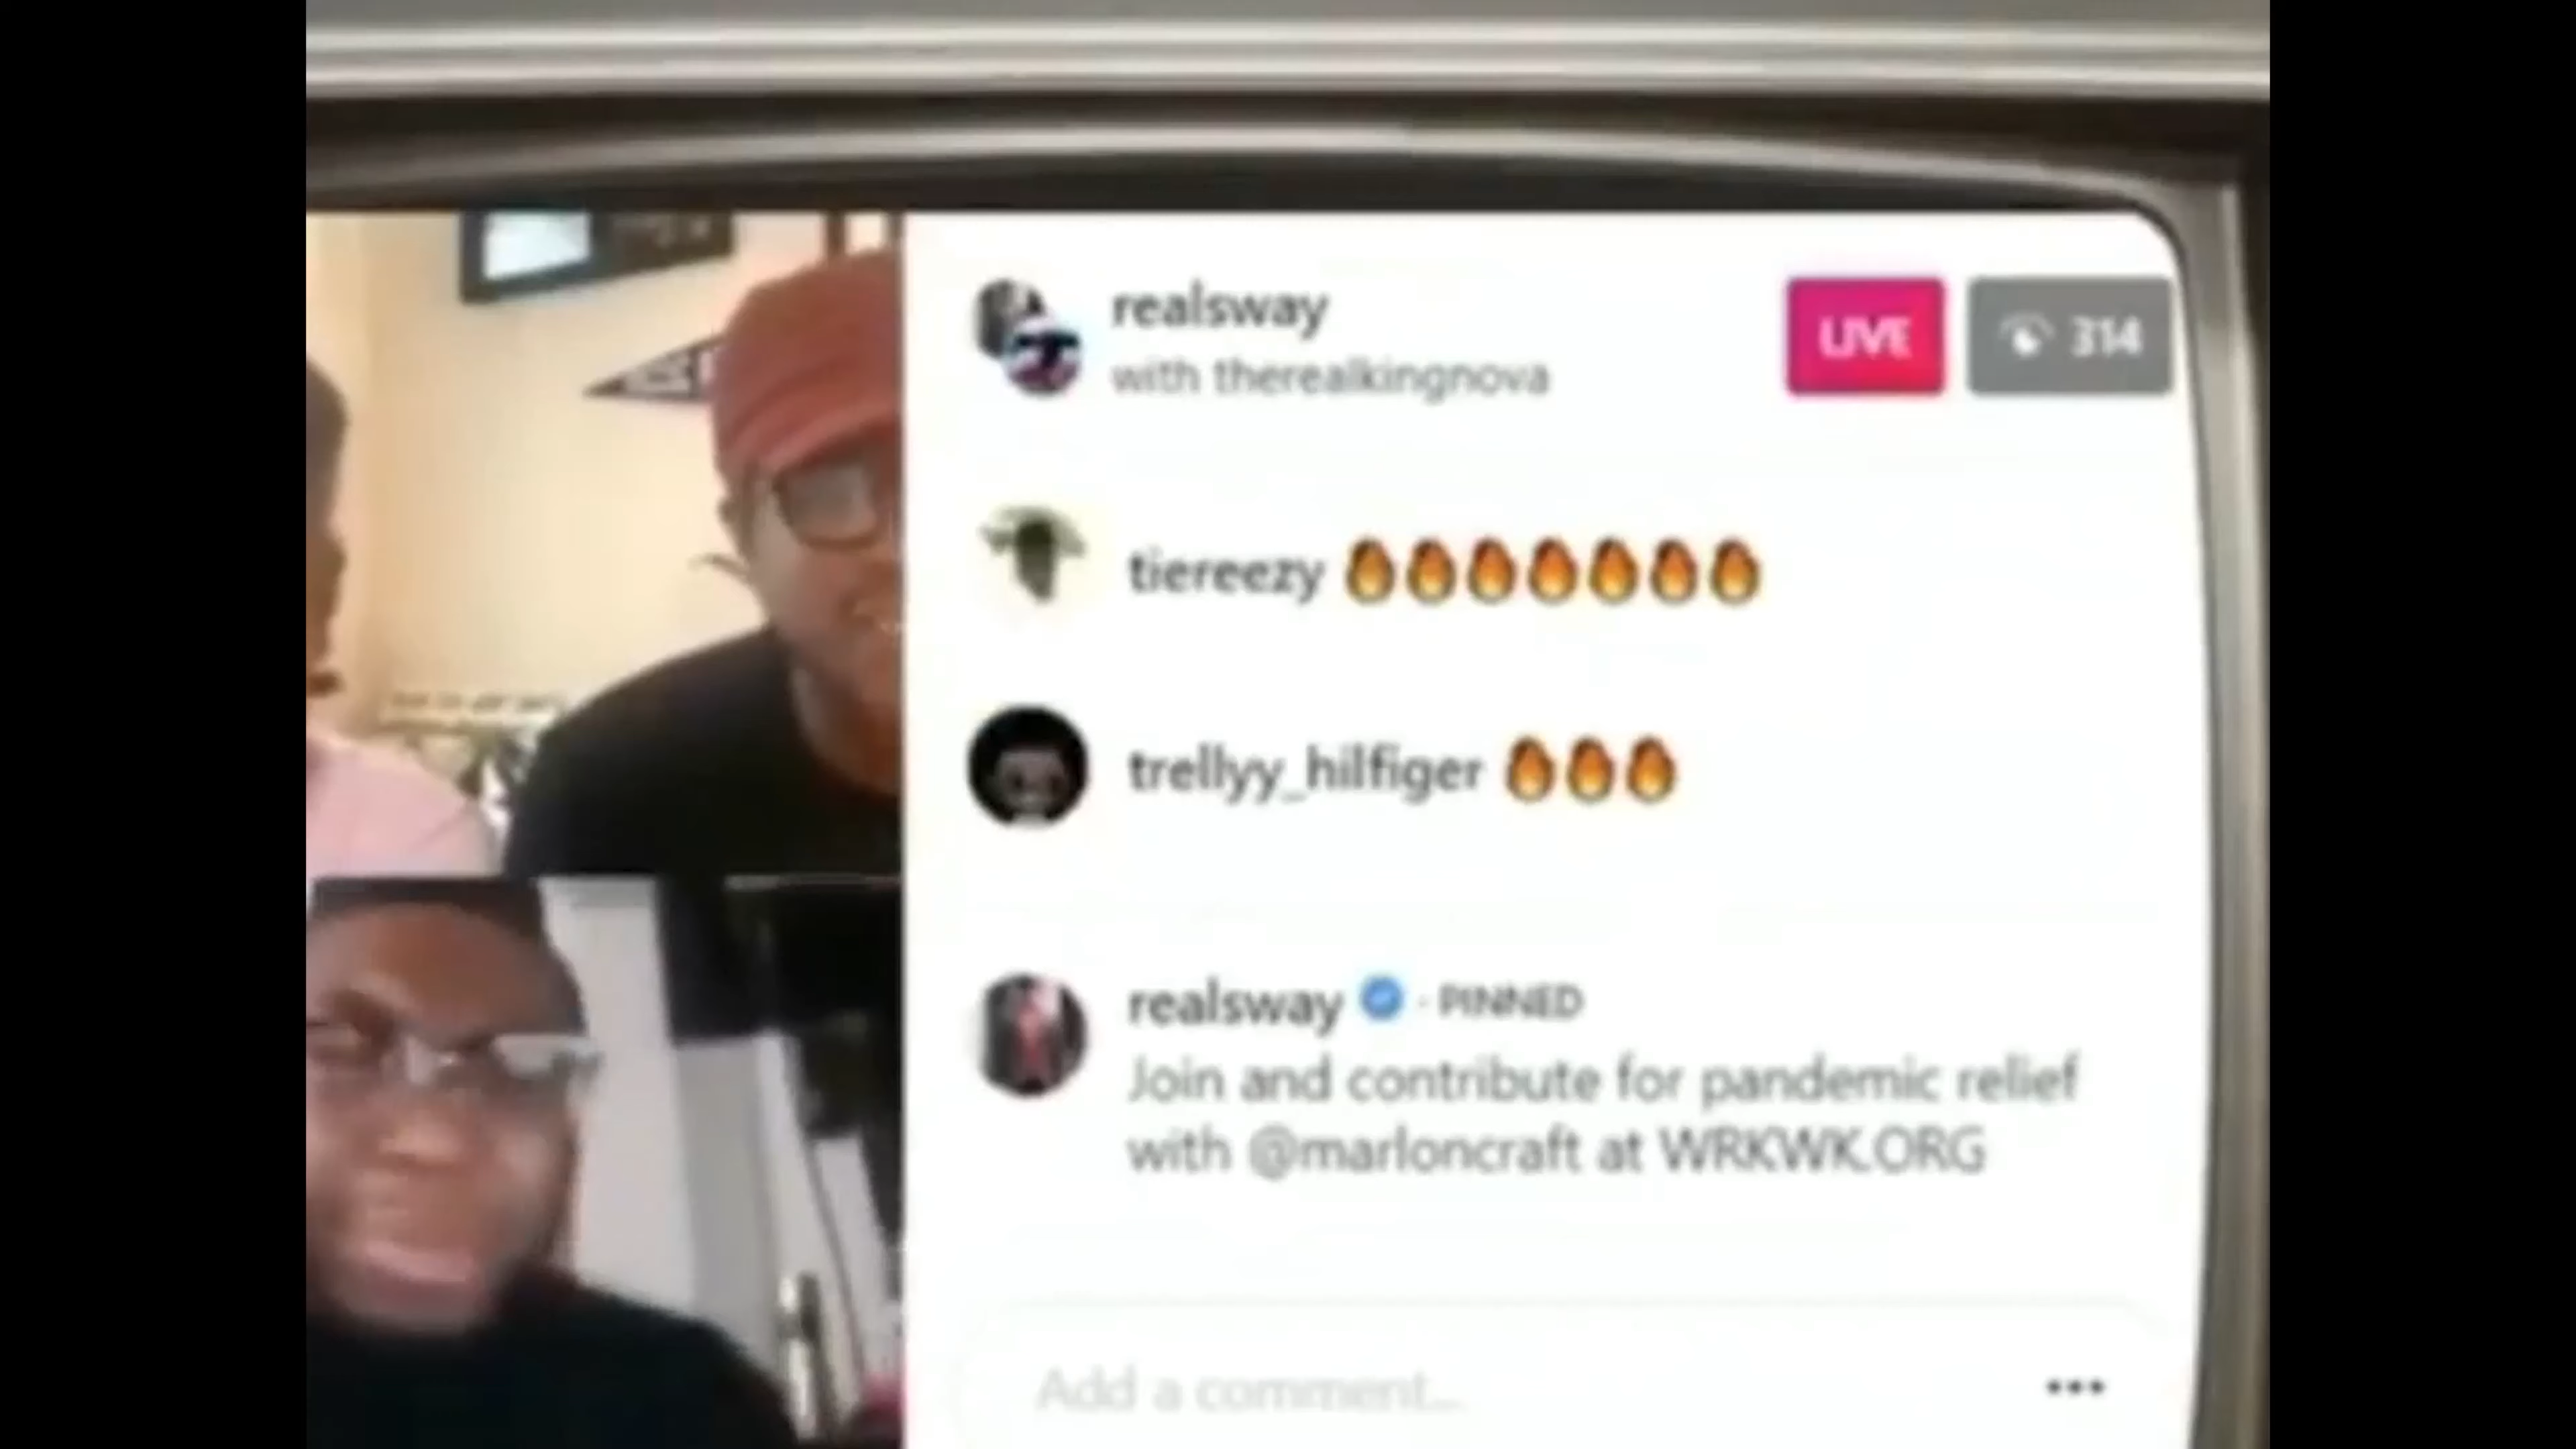 realsway
with therealkingnova
LIVE
314
tiereezy 🔥🔥🔥🔥🔥🔥🔥
trellyy_hilfiger 🔥🔥🔥
realsway · PINNED
Join and contribute for pandemic relief
with @marloncraft at WRKWK.ORG
Add a comment...